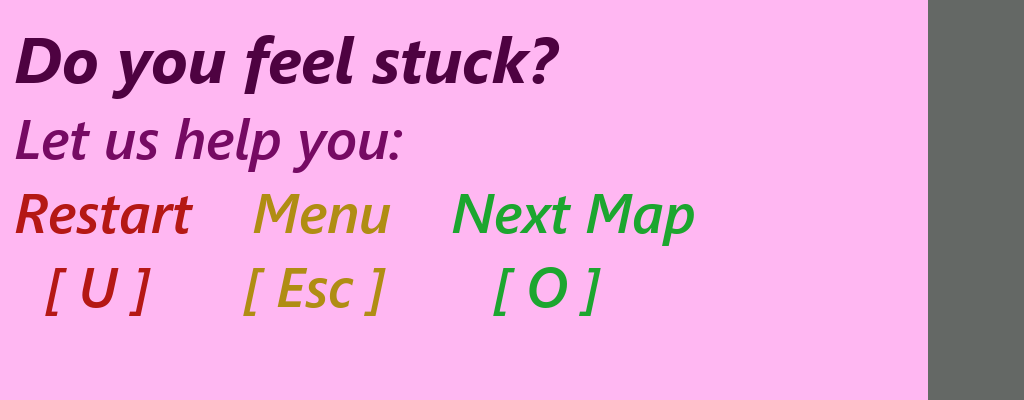 Do you feel stuck?
Let us help you:
Restart Menu Next Map
[ U ] [ Esc ] [ O ]